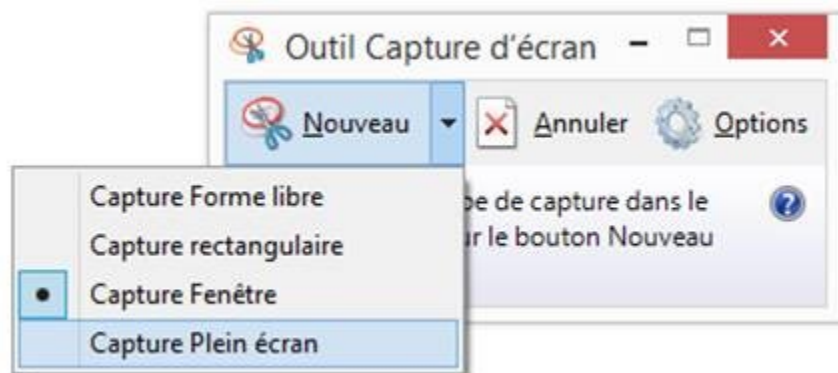 Outil Capture d'écran
Nouveau Annuler Options
Capture Forme libre
Capture rectangulaire
Capture Fenêtre
Capture Plein écran
de capture dans le
le bouton Nouveau